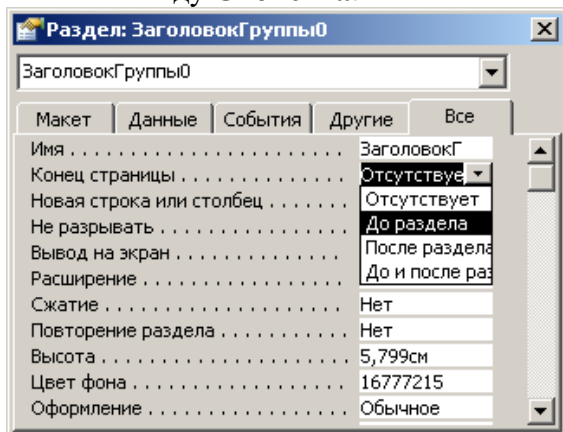 Раздел: ЗаголовокГруппы0
ЗаголовокГруппы0
Макет Данные События Другие Все
Имя . . . . . . . . . . . . . . . . . . . . . . . . ЗаголовокГ
Конец страницы . . . . . . . . . . . . . . Отсутствуе
Новая строка или столбец . . . . . . . Отсутствует
Не разрывать . . . . . . . . . . . . . . . . До раздела
Вывод на экран . . . . . . . . . . . . . . . После раздела
Расширение . . . . . . . . . . . . . . . . . До и после раз
Сжатие . . . . . . . . . . . . . . . . . . . . . Нет
Повторение раздела . . . . . . . . . . . Нет
Высота . . . . . . . . . . . . . . . . . . . . . 5,799см
Цвет фона . . . . . . . . . . . . . . . . . . 16777215
Оформление . . . . . . . . . . . . . . . . . Обычное